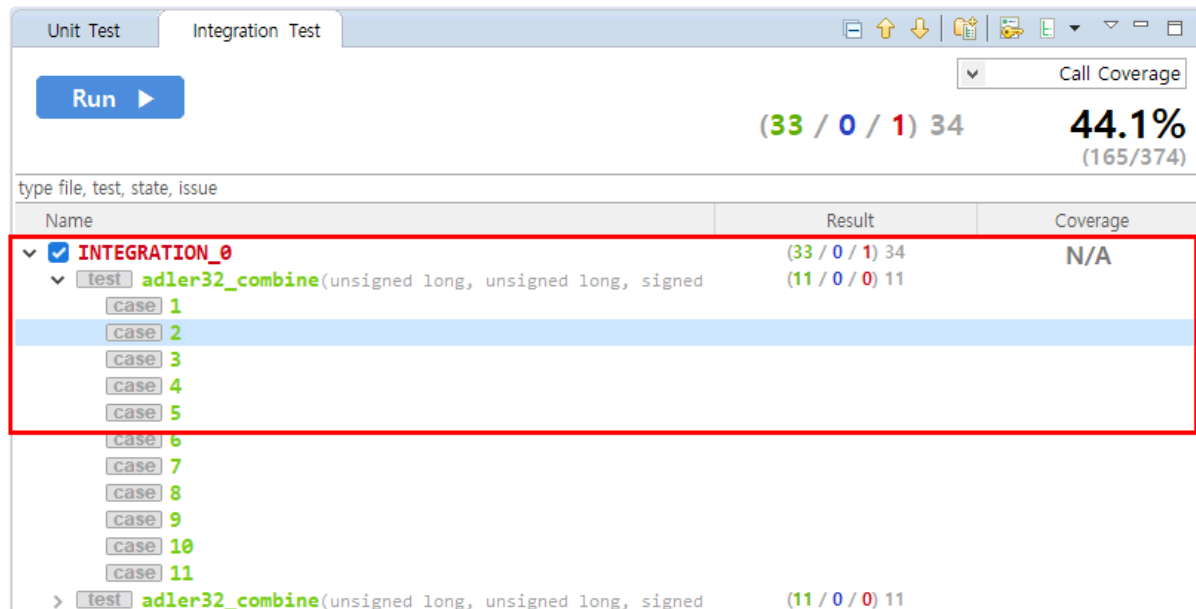 Unit Test Integration Test
Run
Call Coverage
(33 / 0 / 1) 34 44.1%
(165/374)
type file, test, state, issue
Name Result Coverage
INTEGRATION_0 (33 / 0 / 1) 34 N/A
test adler32_combine(unsigned long, unsigned long, signed (11 / 0 / 0) 11
case 1
case 2
case 3
case 4
case 5
case 6
case 7
case 8
case 9
case 10
case 11
test adler32_combine(unsigned long, unsigned long, signed (11 / 0 / 0) 11